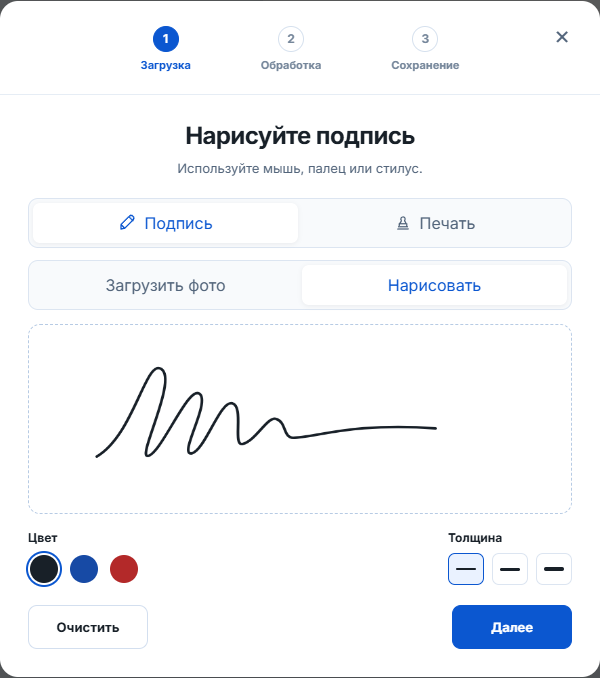 1 2 3
Загрузка Обработка Сохранение
Нарисуйте подпись
Используйте мышь, палец или стилус.
Подпись Печать
Загрузить фото Нарисовать
Цвет Толщина
Очистить Далее